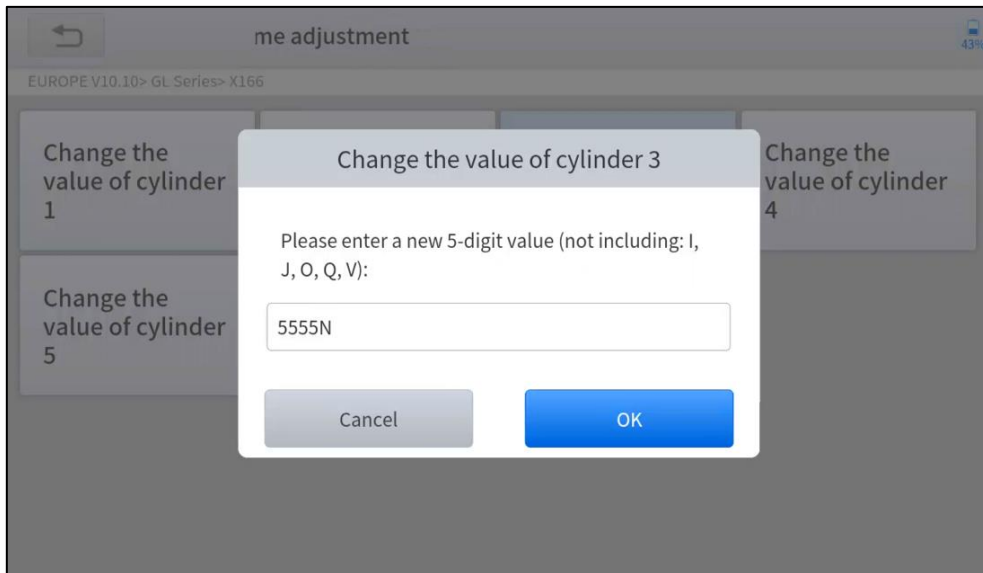 me adjustment
43%
EUROPE V10.10> GL Series> X166
Change the
value of cylinder
1
Change the
value of cylinder
4
Change the
value of cylinder
5
Change the value of cylinder 3
Please enter a new 5-digit value (not including: I,
J, O, Q, V):
5555N
Cancel
OK